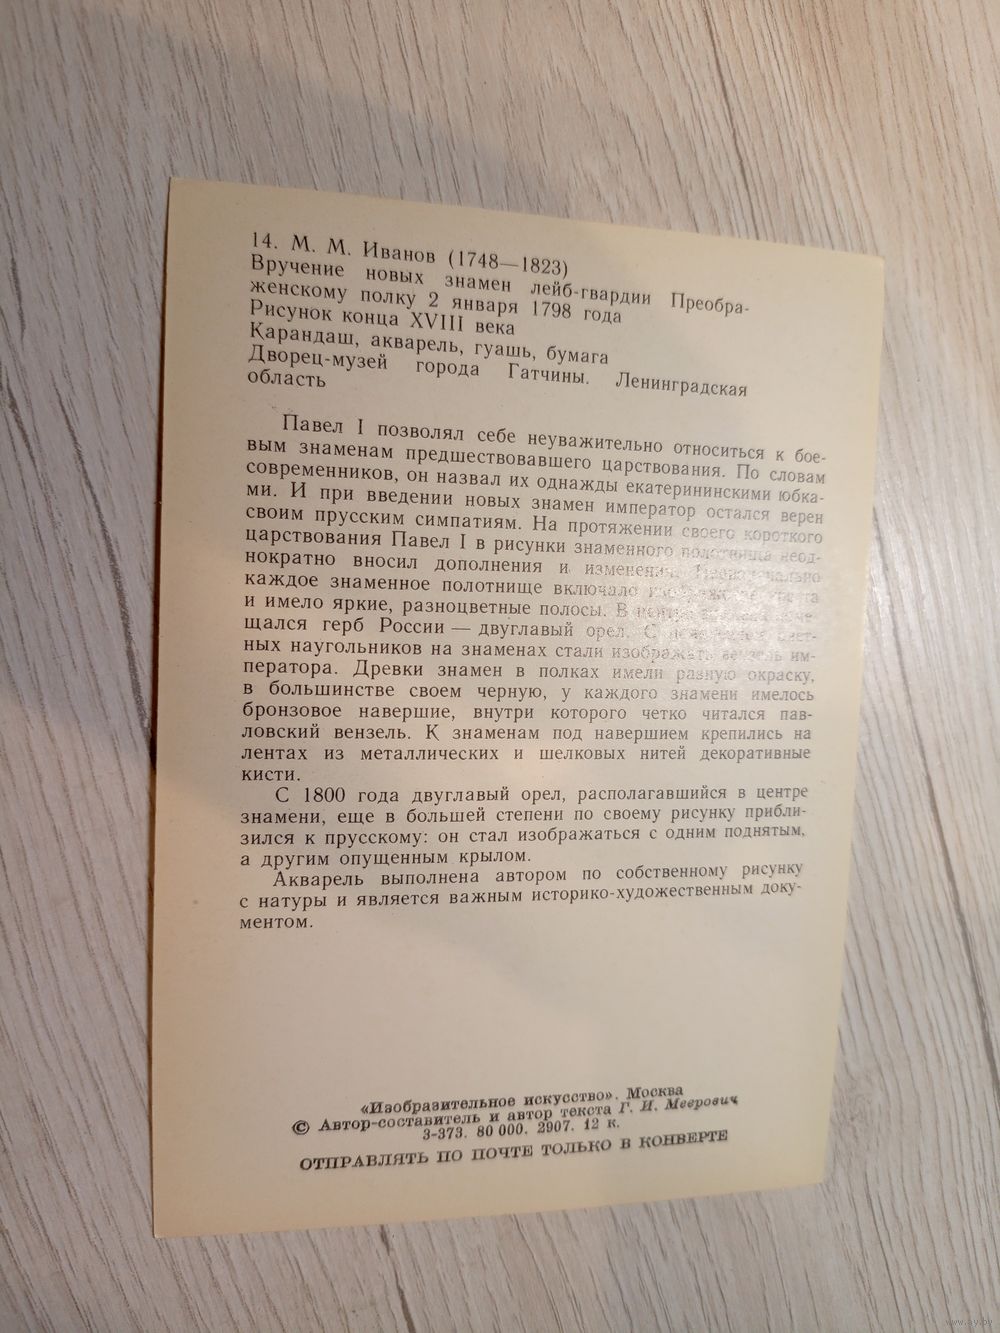 14. М. М. Иванов (1748—1823)
Вручение новых знамен лейб-гвардии Преобра-
женскому полку 2 января 1798 года
Рисунок конца XVIII века
Карандаш, акварель, гуашь, бумага
Дворец-музей города Гатчины. Ленинградская
область
Павел I позволял себе неуважительно относиться к бое-
вым знаменам предшествовавшего царствования. По словам
современников, он назвал их однажды екатерининскими юбка-
ми. И при введении новых знамен император остался верен
своим прусским симпатиям. На протяжении своего короткого
царствования Павел I в рисунки знаменного полотнища неод-
нократно вносил дополнения и изменения. Первоначально
каждое знаменное полотнище включало изображение
и имело яркие, разноцветные полосы. В центре
щался герб России — двуглавый орел. С
ных наугольников на знаменах стали изображать вензель им-
ператора. Древки знамен в полках имели разную окраску,
в большинстве своем черную, у каждого знамени имелось
бронзовое навершие, внутри которого четко читался пав-
ловский вензель. К знаменам под навершием крепились на
лентах из металлических и шелковых нитей декоративные
кисти.
С 1800 года двуглавый орел, располагавшийся в центре
знамени, еще в большей степени по своему рисунку прибли-
зился к прусскому: он стал изображаться с одним поднятым,
а другим опущенным крылом.
Акварель выполнена автором по собственному рисунку
с натуры и является важным историко-художественным доку-
ментом.
«Изобразительное искусство». Москва
© Автор-составитель и автор текста Г. И. Меерович
3-373. 80 000. 2907. 12 к.
ОТПРАВЛЯТЬ ПО ПОЧТЕ ТОЛЬКО В КОНВЕРТЕ
www.ay.by